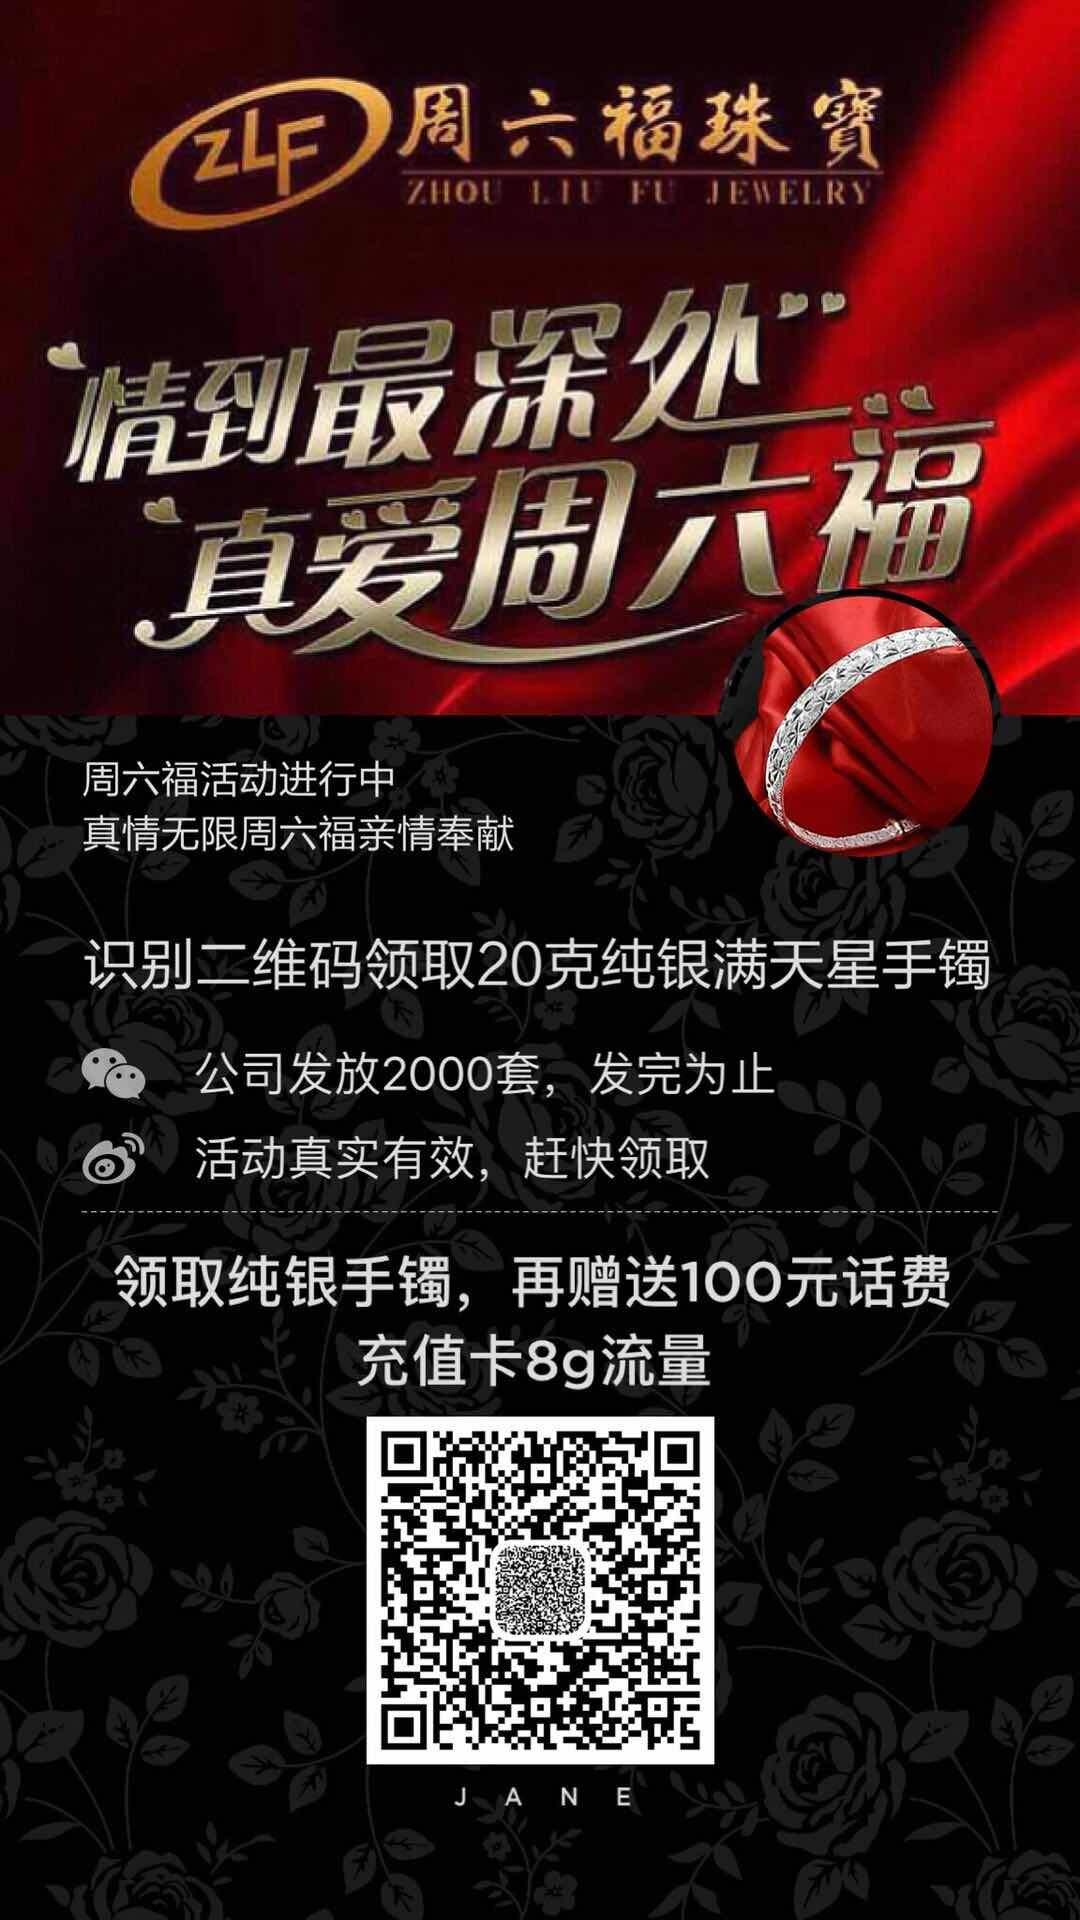 ZLF
周六福珠寶
ZHOU LIU FU JEWELRY
情到最深处
真爱周六福
周六福活动进行中
真情无限周六福亲情奉献
识别二维码领取20克纯银满天星手镯
公司发放2000套，发完为止
活动真实有效，赶快领取
领取纯银手镯，再赠送100元话费
充值卡8g流量
JANE